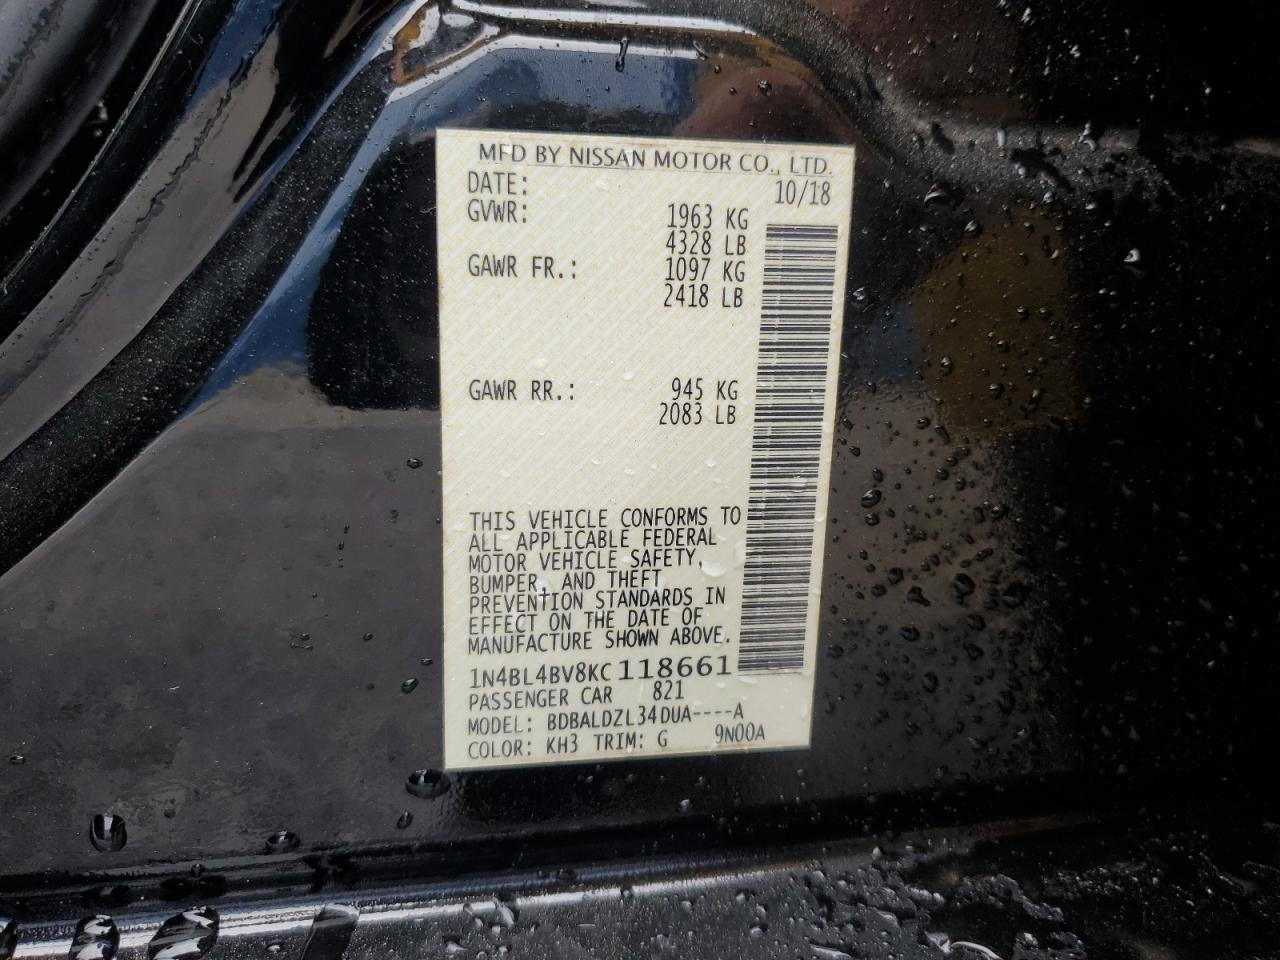 MFD BY NISSAN MOTOR CO., LTD.
DATE: 10/18
GVWR: 1963 KG
4328 LB
GAWR FR.: 1097 KG
2418 LB
GAWR RR.: 945 KG
2083 LB
THIS VEHICLE CONFORMS TO
ALL APPLICABLE FEDERAL
MOTOR VEHICLE SAFETY,
BUMPER, AND THEFT
PREVENTION STANDARDS IN
EFFECT ON THE DATE OF
MANUFACTURE SHOWN ABOVE.
1N4BL4BV8KC118661
PASSENGER CAR 821
MODEL: BDBALDZL34DUA----A
COLOR: KH3 TRIM: G 9N00A